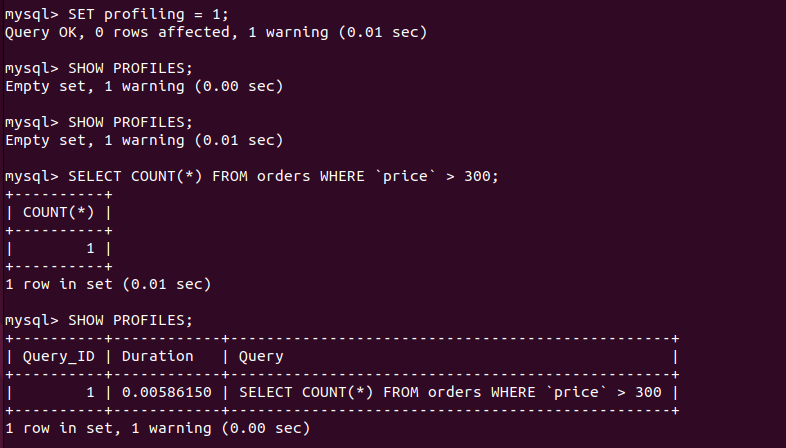 mysql> SET profiling = 1;
Query OK, 0 rows affected, 1 warning (0.01 sec)
mysql> SHOW PROFILES;
Empty set, 1 warning (0.00 sec)
mysql> SHOW PROFILES;
Empty set, 1 warning (0.01 sec)
mysql> SELECT COUNT(*) FROM orders WHERE `price` > 300;
+----------+
| COUNT(*) |
+----------+
|        1 |
+----------+
1 row in set (0.01 sec)
mysql> SHOW PROFILES;
+----------+------------+-------------------------------------------------+
| Query_ID | Duration   | Query                                           |
+----------+------------+-------------------------------------------------+
|        1 | 0.00586150 | SELECT COUNT(*) FROM orders WHERE `price` > 300 |
+----------+------------+-------------------------------------------------+
1 row in set, 1 warning (0.00 sec)